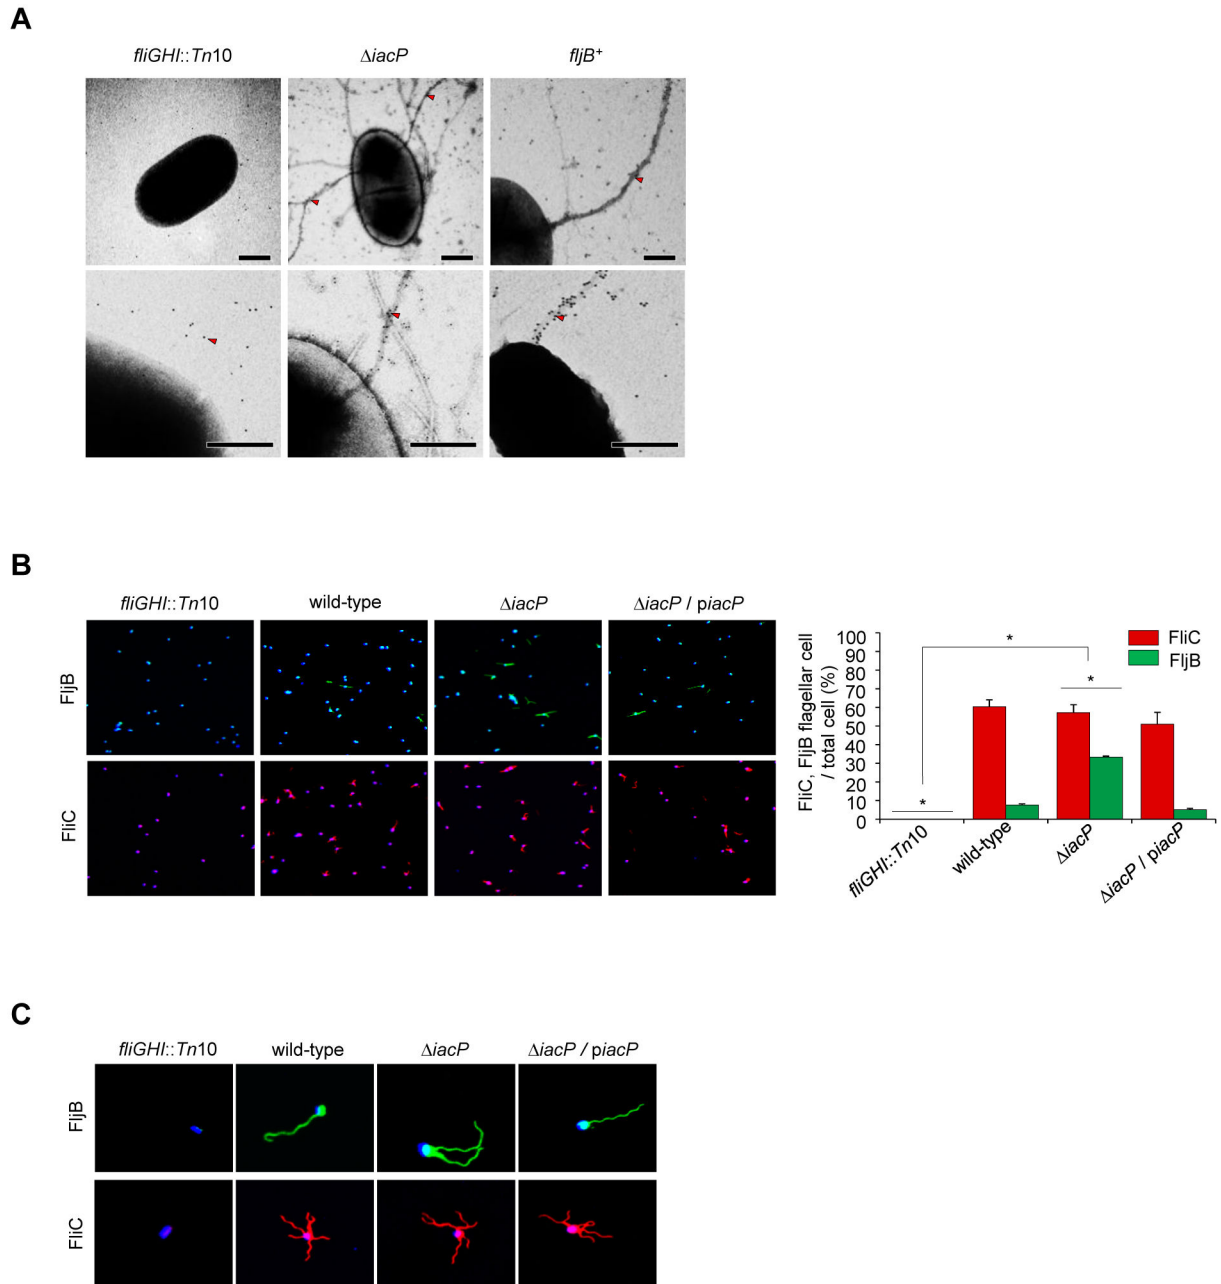 A
fliGHI::Tn10 ΔiacP fljB+
B
fliGHI::Tn10 wild-type ΔiacP ΔiacP / piacP
FljB
FliC
FliC, FljB flagellar cell
/ total cell (%)
100
90
80
70
60
50
40
30
20
10
0
*
*
*
FliC
FljB
fliGHI::Tn10 wild-type ΔiacP ΔiacP / piacP
C
fliGHI::Tn10 wild-type ΔiacP ΔiacP / piacP
FljB
FliC